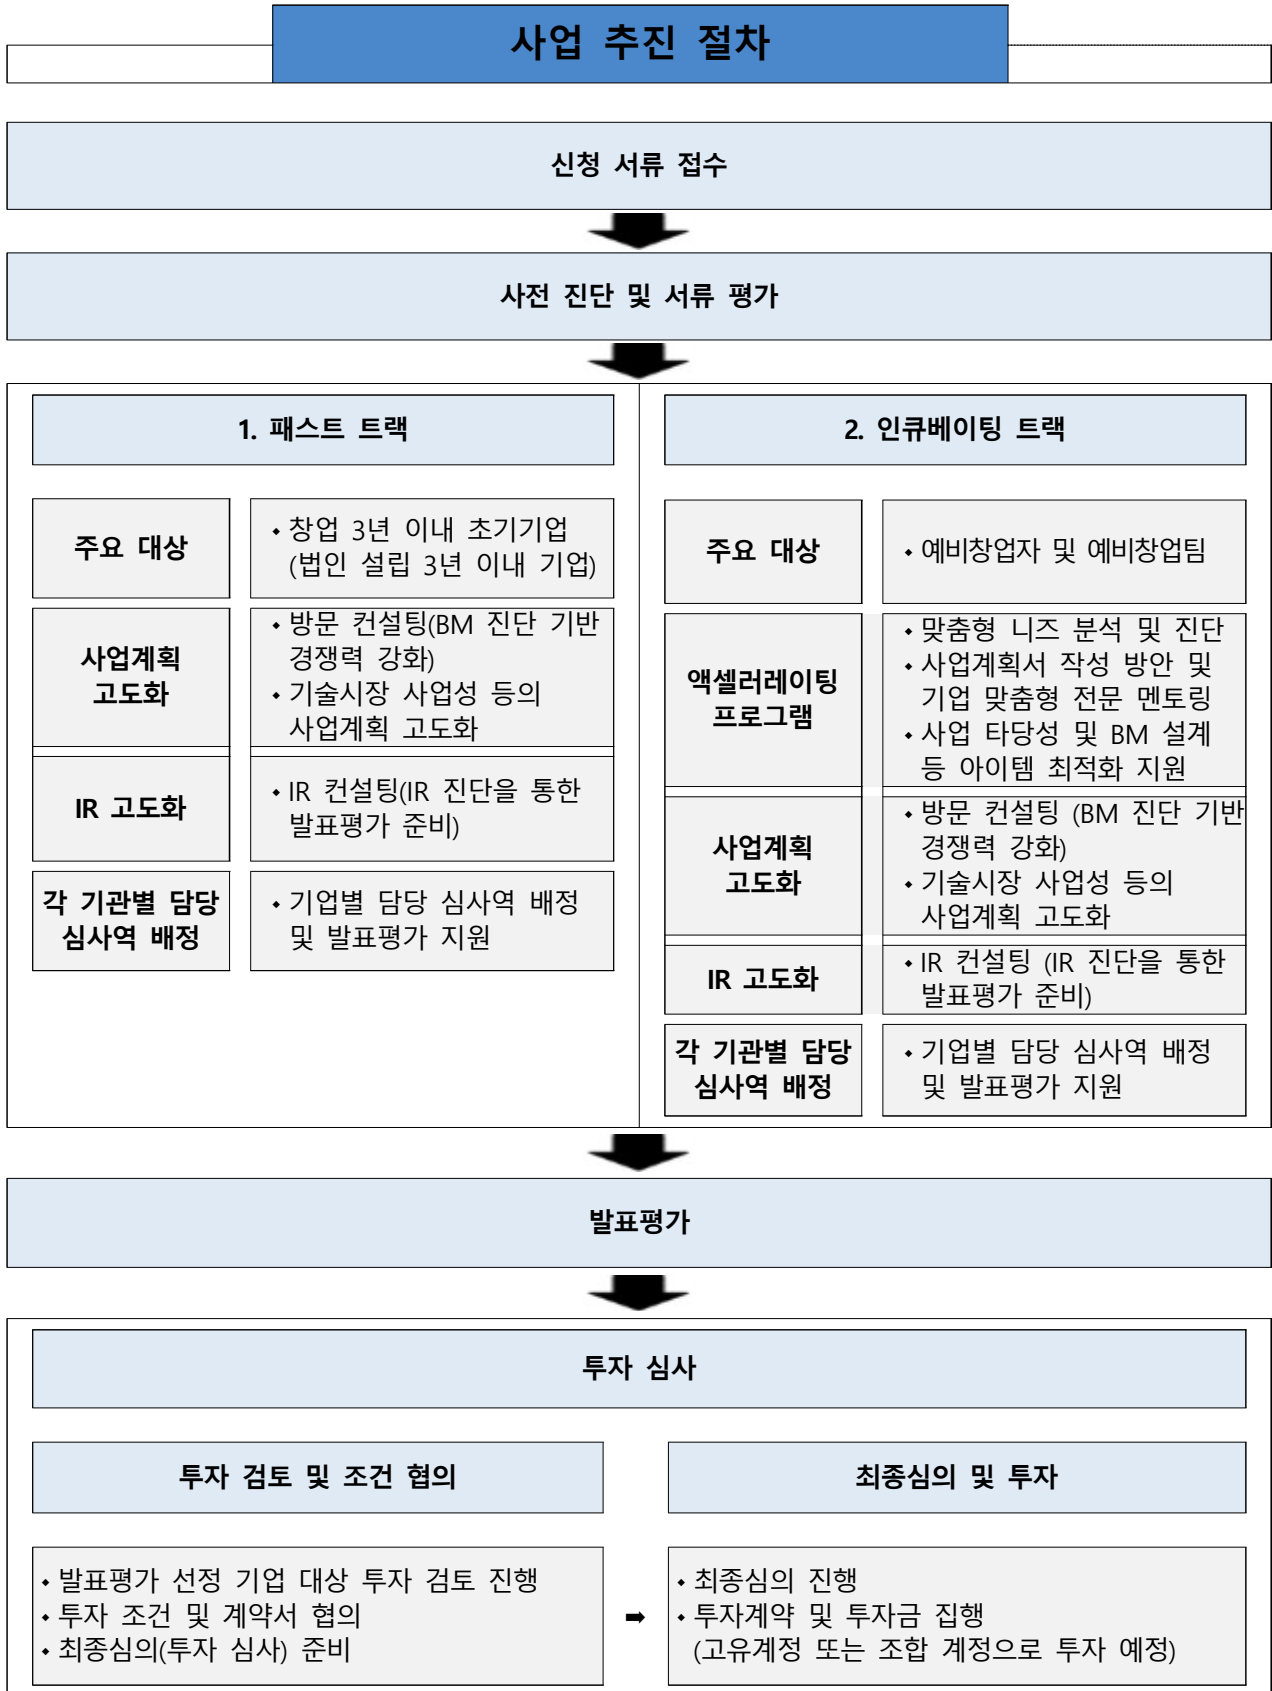 사업 추진 절차
신청 서류 접수
사전 진단 및 서류 평가
1. 패스트 트랙
주요 대상
⬩창업 3년 이내 초기기업
(법인 설립 3년 이내 기업)
사업계획
고도화
⬩방문 컨설팅(BM 진단 기반
경쟁력 강화)
⬩기술시장 사업성 등의
사업계획 고도화
IR 고도화
⬩IR 컨설팅(IR 진단을 통한
발표평가 준비)
각 기관별 담당
심사역 배정
⬩기업별 담당 심사역 배정
및 발표평가 지원
2. 인큐베이팅 트랙
주요 대상
⬩예비창업자 및 예비창업팀
액셀러레이팅
프로그램
⬩맞춤형 니즈 분석 및 진단
⬩사업계획서 작성 방안 및
기업 맞춤형 전문 멘토링
⬩사업 타당성 및 BM 설계
등 아이템 최적화 지원
사업계획
고도화
⬩방문 컨설팅 (BM 진단 기반
경쟁력 강화)
⬩기술시장 사업성 등의
사업계획 고도화
IR 고도화
⬩IR 컨설팅 (IR 진단을 통한
발표평가 준비)
각 기관별 담당
심사역 배정
⬩기업별 담당 심사역 배정
및 발표평가 지원
발표평가
투자 심사
투자 검토 및 조건 협의
⬩발표평가 선정 기업 대상 투자 검토 진행
⬩투자 조건 및 계약서 협의
⬩최종심의(투자 심사) 준비
➡
최종심의 및 투자
⬩최종심의 진행
⬩투자계약 및 투자금 집행
(고유계정 또는 조합 계정으로 투자 예정)